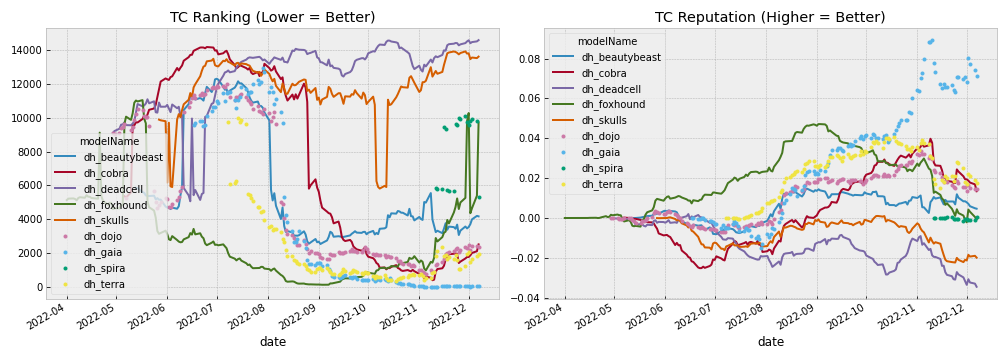 TC Ranking (Lower = Better)
14000
12000
10000
8000
6000
4000
2000
0
modelName
dh_beautybeast
dh_cobra
dh_deadcell
dh_foxhound
dh_skulls
dh_dojo
dh_gaia
dh_spira
dh_terra
2022-04
2022-05
2022-06
2022-07
2022-08
2022-09
2022-10
2022-11
2022-12
date
TC Reputation (Higher = Better)
0.08
0.06
0.04
0.02
0.00
−0.02
−0.04
modelName
dh_beautybeast
dh_cobra
dh_deadcell
dh_foxhound
dh_skulls
dh_dojo
dh_gaia
dh_spira
dh_terra
2022-04
2022-05
2022-06
2022-07
2022-08
2022-09
2022-10
2022-11
2022-12
date